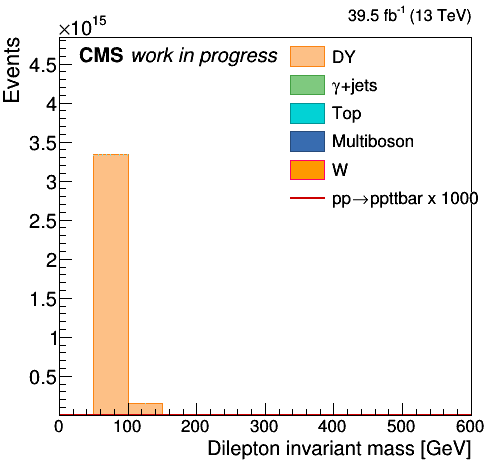 39.5 fb⁻¹ (13 TeV)
×10¹⁵
Events
CMS work in progress
DY
γ+jets
Top
Multiboson
W
pp→ppttbar x 1000
4.5
4
3.5
3
2.5
2
1.5
1
0.5
0 100 200 300 400 500 600
Dilepton invariant mass [GeV]